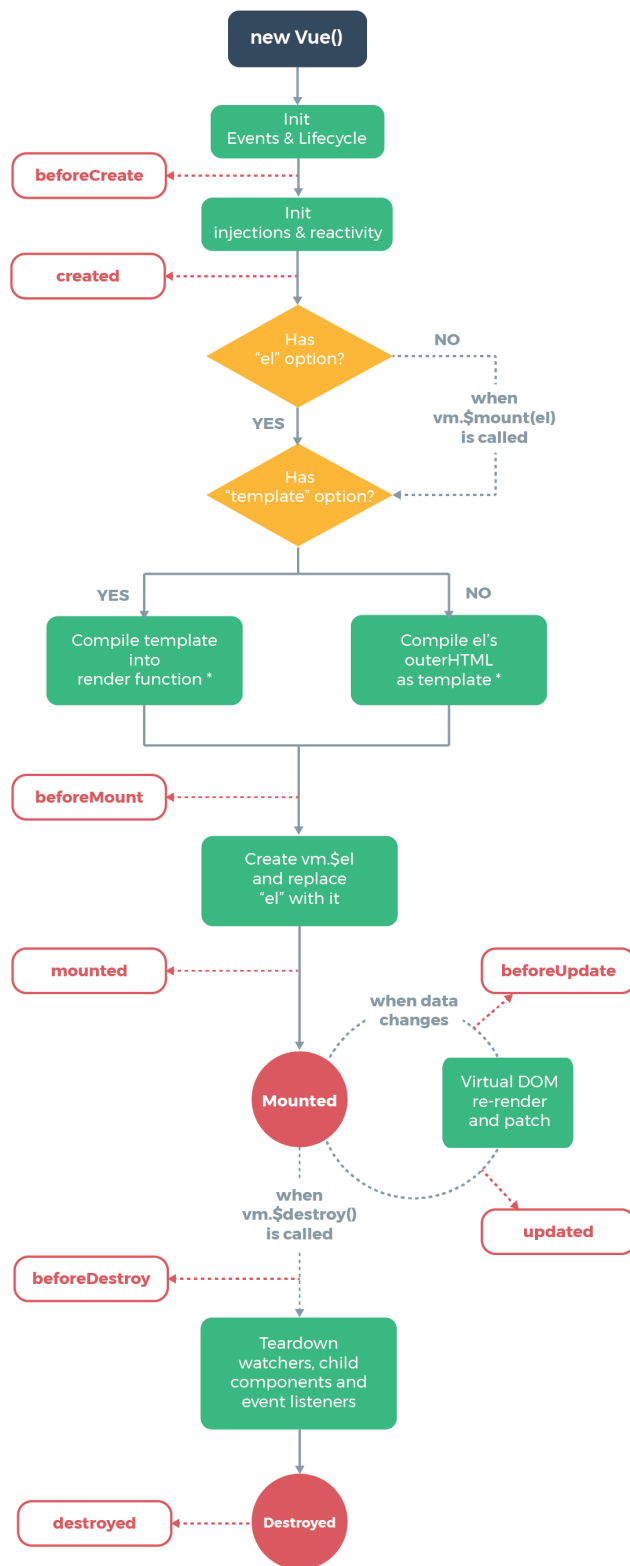 new Vue()
Init
Events & Lifecycle
beforeCreate
Init
injections & reactivity
created
Has
“el” option?
NO
when
vm.$mount(el)
is called
YES
Has
“template” option?
YES
NO
Compile template
into
render function *
Compile el’s
outerHTML
as template *
beforeMount
Create vm.$el
and replace
“el” with it
mounted
beforeUpdate
when data
changes
Mounted
Virtual DOM
re-render
and patch
when
vm.$destroy()
is called
updated
beforeDestroy
Teardown
watchers, child
components and
event listeners
destroyed
Destroyed